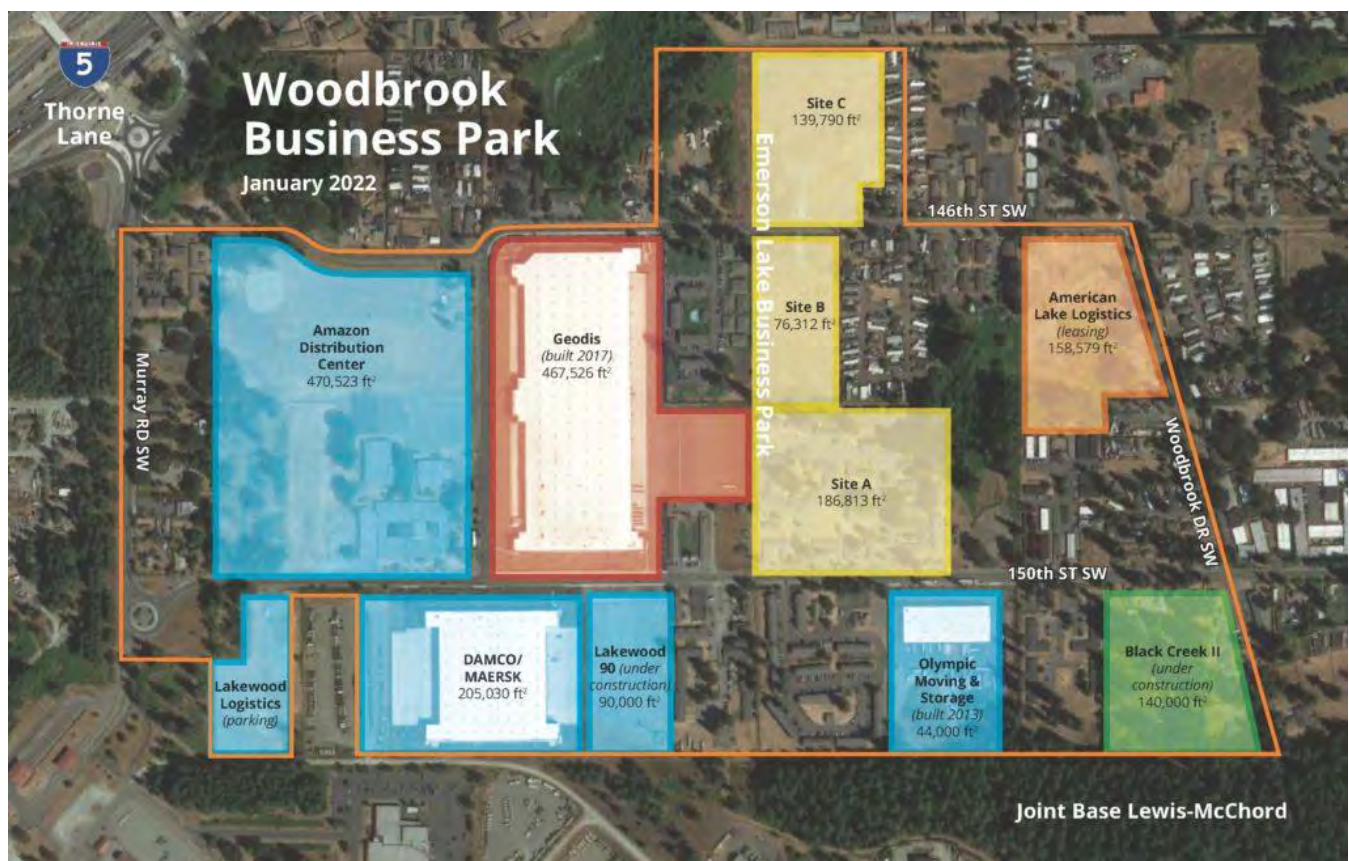 INTERSTATE
5
Thorne
Lane
Woodbrook
Business Park
January 2022
Site C
139,790 ft²
Emerson Lake Business Park
146th ST SW
Amazon
Distribution
Center
470,523 ft²
Geodis
(built 2017)
467,526 ft²
Site B
76,312 ft²
American
Lake Logistics
(leasing)
158,579 ft²
Murray RD SW
Site A
186,813 ft²
Woodbrook DR SW
150th ST SW
Lakewood
Logistics
(parking)
DAMCO/
MAERSK
205,030 ft²
Lakewood
90 (under
construction)
90,000 ft²
Olympic
Moving &
Storage
(built 2013)
44,000 ft²
Black Creek II
(under
construction)
140,000 ft²
Joint Base Lewis-McChord